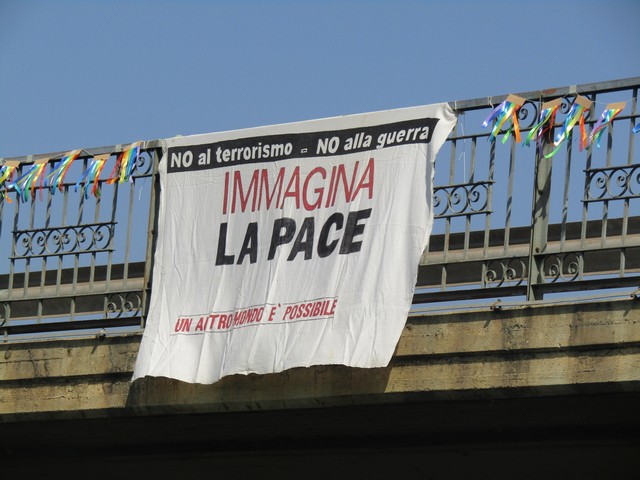 NO al terrorismo - NO alla guerra
IMMAGINA
LA PACE
UN ALTRO MONDO E' POSSIBILE